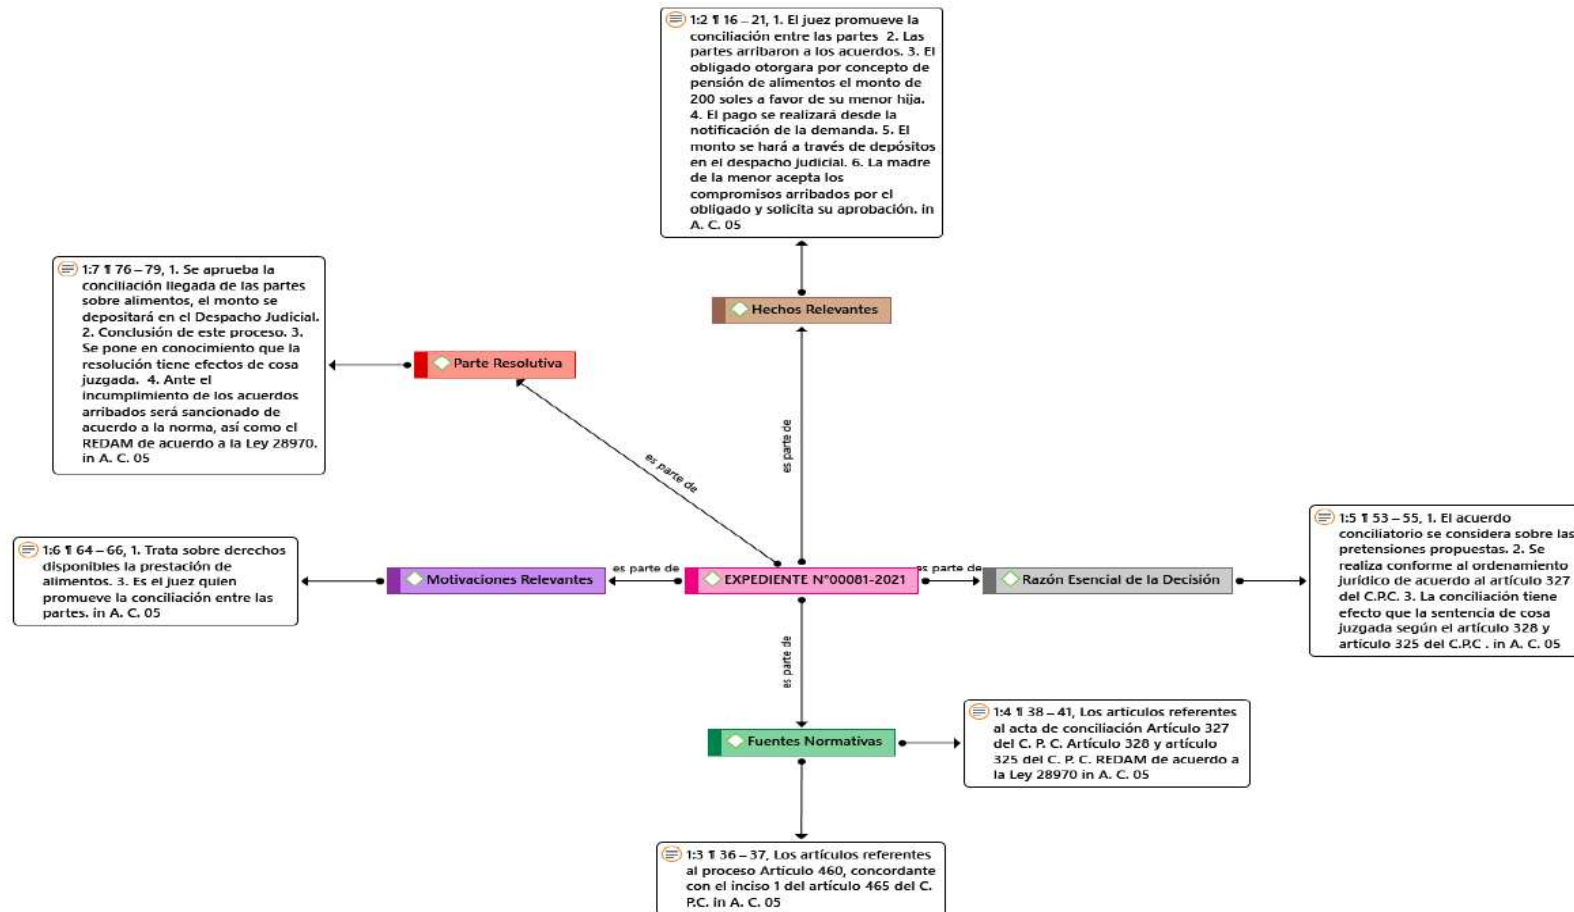 1:2 ¶ 16 – 21, 1. El juez promueve la
conciliación entre las partes 2. Las
partes arribaron a los acuerdos. 3. El
obligado otorgara por concepto de
pensión de alimentos el monto de
200 soles a favor de su menor hija.
4. El pago se realizará desde la
notificación de la demanda. 5. El
monto se hará a través de depósitos
en el despacho judicial. 6. La madre
de la menor acepta los
compromisos arribados por el
obligado y solicita su aprobación. in
A. C. 05
Hechos Relevantes
1:7 ¶ 76 – 79, 1. Se aprueba la
conciliación llegada de las partes
sobre alimentos, el monto se
depositará en el Despacho Judicial.
2. Conclusión de este proceso. 3.
Se pone en conocimiento que la
resolución tiene efectos de cosa
juzgada. 4. Ante el
incumplimiento de los acuerdos
arribados será sancionado de
acuerdo a la norma, así como el
REDAM de acuerdo a la Ley 28970.
in A. C. 05
Parte Resolutiva
es parte de
es parte de
1:6 ¶ 64 – 66, 1. Trata sobre derechos
disponibles la prestación de
alimentos. 3. Es el juez quien
promueve la conciliación entre las
partes. in A. C. 05
Motivaciones Relevantes
es parte de
EXPEDIENTE N°00081-2021
es parte de
Razón Esencial de la Decisión
1:5 ¶ 53 – 55, 1. El acuerdo
conciliatorio se considera sobre las
pretensiones propuestas. 2. Se
realiza conforme al ordenamiento
jurídico de acuerdo al artículo 327
del C.P.C. 3. La conciliación tiene
efecto que la sentencia de cosa
juzgada según el artículo 328 y
artículo 325 del C.P.C . in A. C. 05
es parte de
Fuentes Normativas
1:4 ¶ 38 – 41, Los artículos referentes
al acta de conciliación Artículo 327
del C. P. C. Artículo 328 y artículo
325 del C. P. C. REDAM de acuerdo a
la Ley 28970 in A. C. 05
1:3 ¶ 36 – 37, Los artículos referentes
al proceso Artículo 460, concordante
con el inciso 1 del artículo 465 del C.
P.C. in A. C. 05